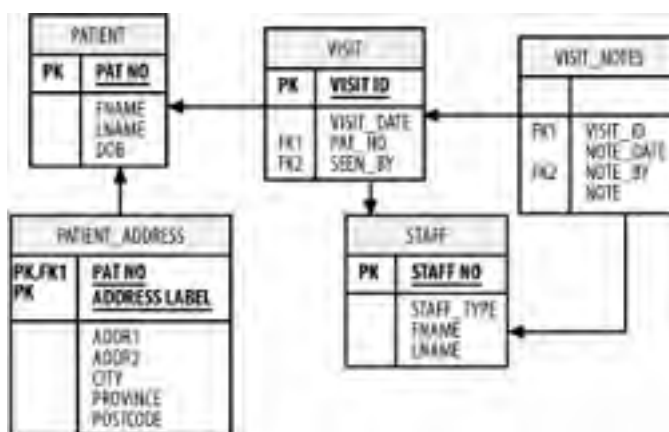 PATIENT
PK PAT NO
FNAME
LNAME
DOB
VISIT
PK VISIT ID
VISIT_DATE
FK1 PAT_NO
FK2 SEEN_BY
VISIT_NOTES
FK1 VISIT_ID
NOTE_DATE
FK2 NOTE_BY
NOTE
PATIENT_ADDRESS
PK,FK1 PAT NO
PK ADDRESS LABEL
ADDR1
ADDR2
CITY
PROVINCE
POSTCODE
STAFF
PK STAFF NO
STAFF_TYPE
FNAME
LNAME